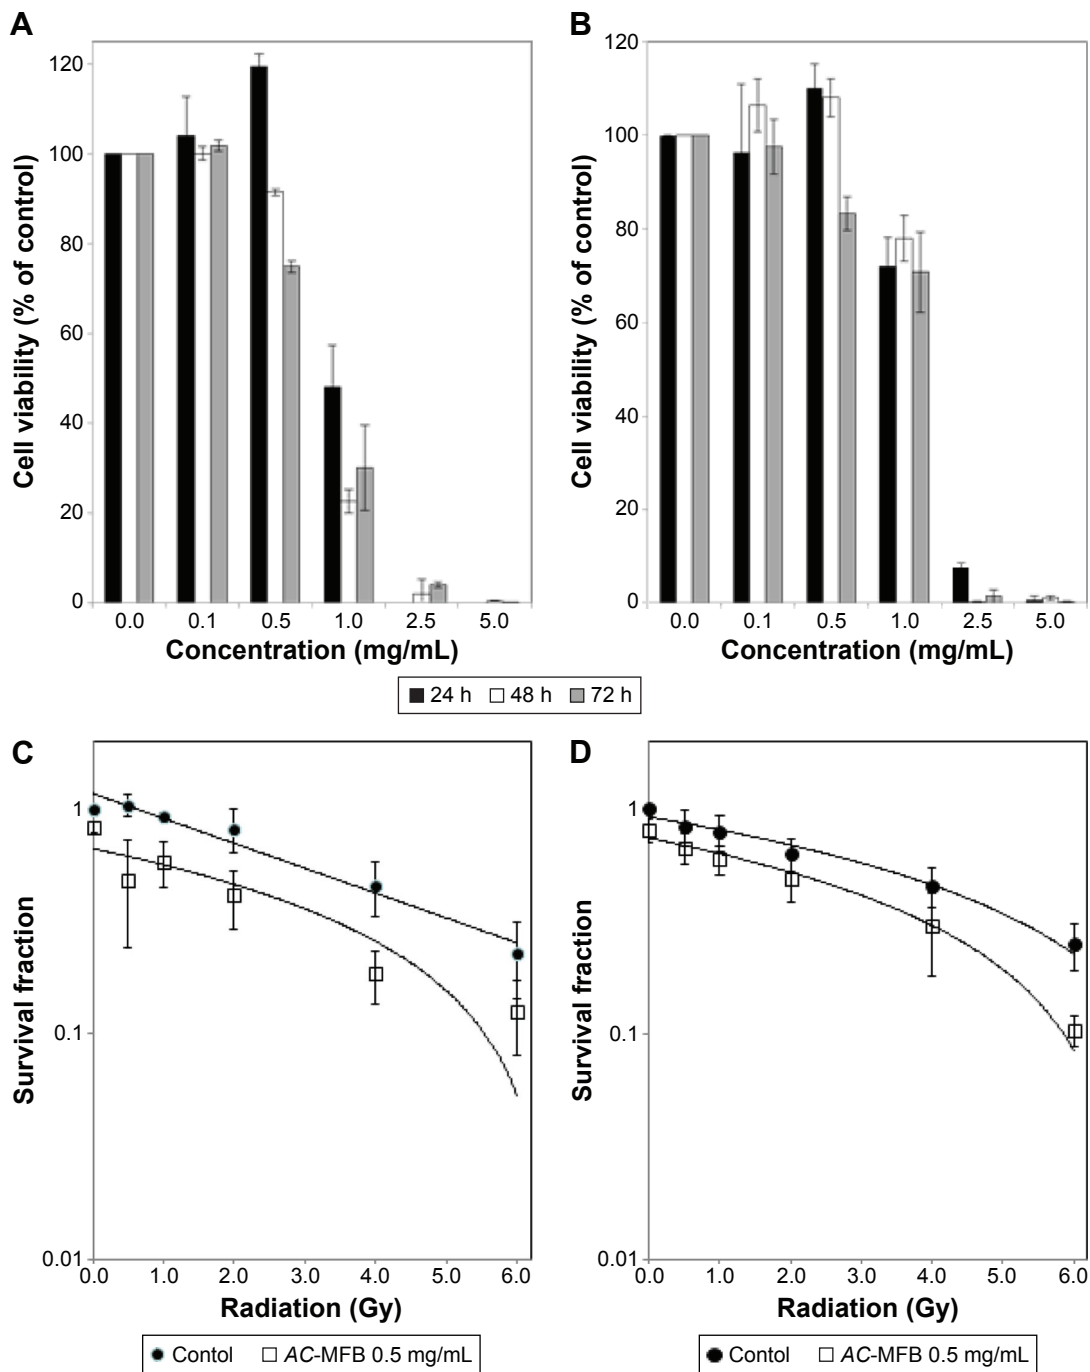 A
Cell viability (% of control)
120
100
80
60
40
20
0
0.0 0.1 0.5 1.0 2.5 5.0
Concentration (mg/mL)
B
Cell viability (% of control)
120
100
80
60
40
20
0
0.0 0.1 0.5 1.0 2.5 5.0
Concentration (mg/mL)
24 h 48 h 72 h
C
Survival fraction
1
0.1
0.01
0.0 1.0 2.0 3.0 4.0 5.0 6.0
Radiation (Gy)
Contol AC-MFB 0.5 mg/mL
D
Survival fraction
1
0.1
0.01
0.0 1.0 2.0 3.0 4.0 5.0 6.0
Radiation (Gy)
Contol AC-MFB 0.5 mg/mL